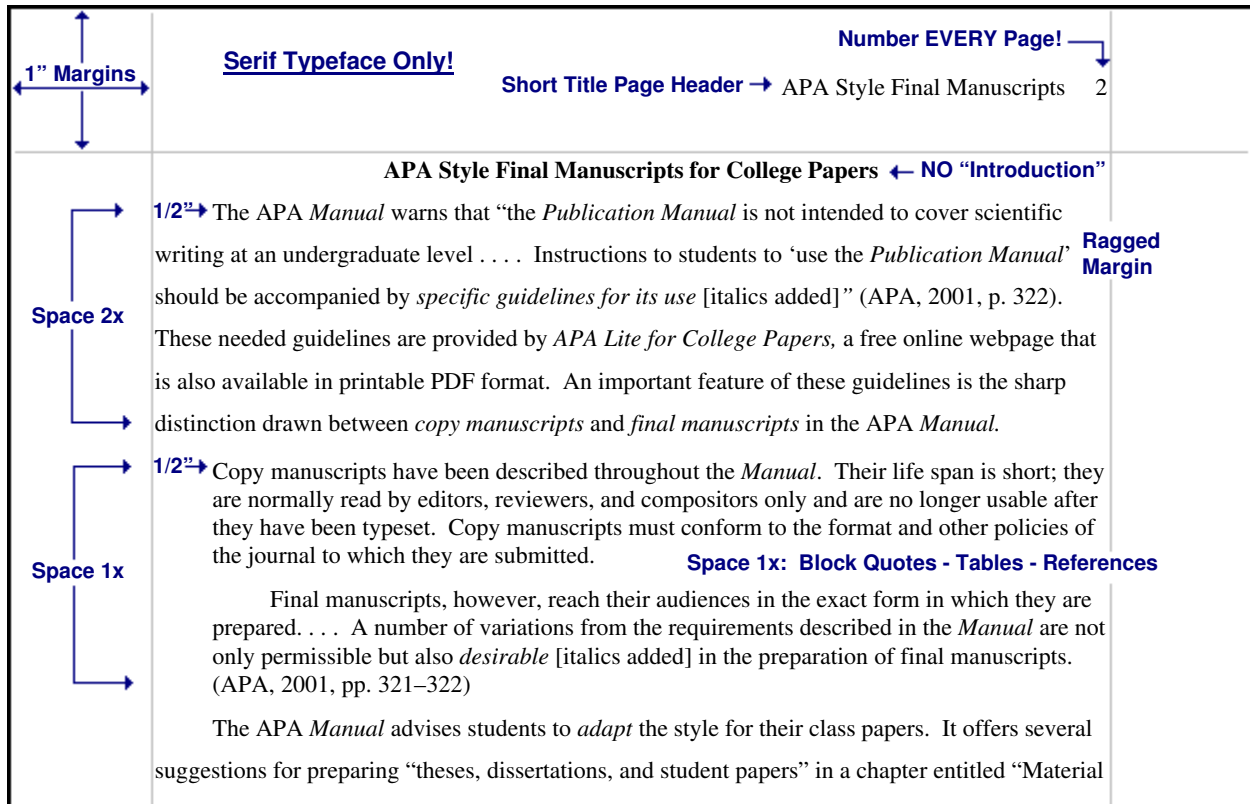 Number EVERY Page!
Serif Typeface Only!
1” Margins
Short Title Page Header
APA Style Final Manuscripts 2
APA Style Final Manuscripts for College Papers
NO “Introduction”
1/2”
The APA Manual warns that “the Publication Manual is not intended to cover scientific
writing at an undergraduate level . . . . Instructions to students to ‘use the Publication Manual’
Ragged
Margin
should be accompanied by specific guidelines for its use [italics added]” (APA, 2001, p. 322).
Space 2x
These needed guidelines are provided by APA Lite for College Papers, a free online webpage that
is also available in printable PDF format. An important feature of these guidelines is the sharp
distinction drawn between copy manuscripts and final manuscripts in the APA Manual.
1/2”
Copy manuscripts have been described throughout the Manual. Their life span is short; they
are normally read by editors, reviewers, and compositors only and are no longer usable after
they have been typeset. Copy manuscripts must conform to the format and other policies of
the journal to which they are submitted.
Space 1x: Block Quotes - Tables - References
Space 1x
Final manuscripts, however, reach their audiences in the exact form in which they are
prepared. . . . A number of variations from the requirements described in the Manual are not
only permissible but also desirable [italics added] in the preparation of final manuscripts.
(APA, 2001, pp. 321–322)
The APA Manual advises students to adapt the style for their class papers. It offers several
suggestions for preparing “theses, dissertations, and student papers” in a chapter entitled “Material